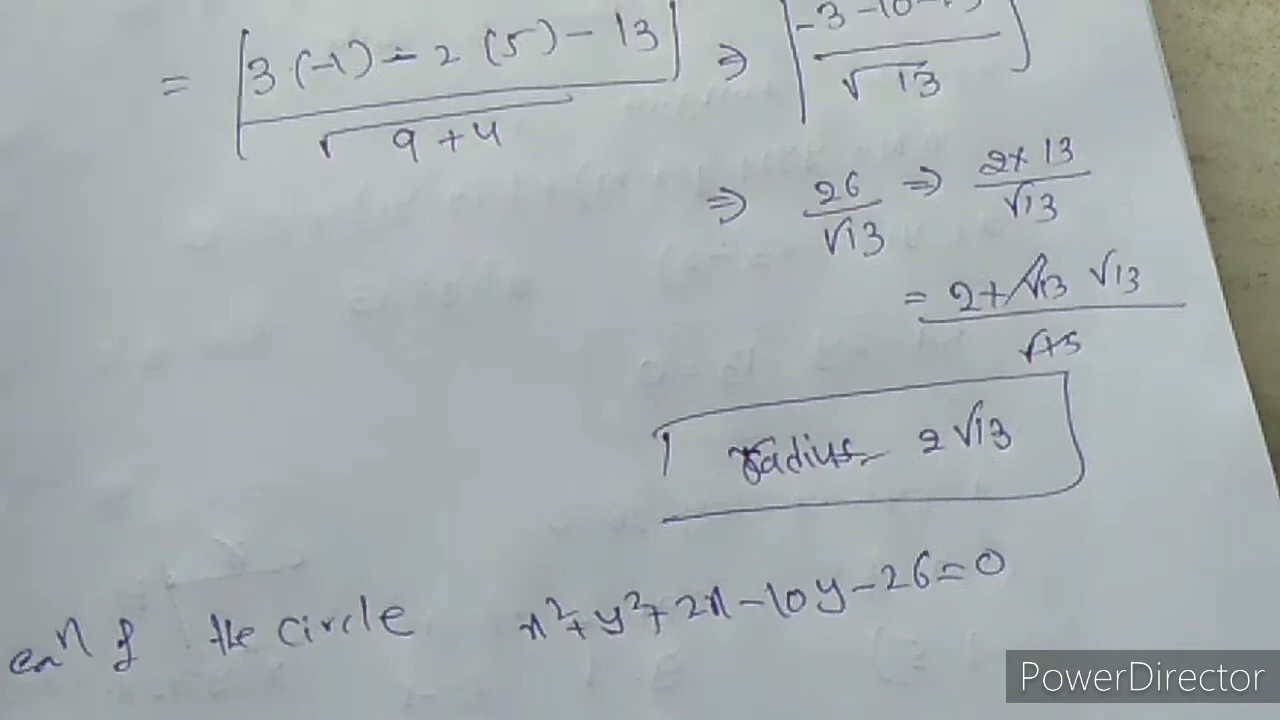 = |3(-1)-2(5)-13| / √9+4 ⇒ |-3-10-13 / √13|
⇒ 26/√13 ⇒ 2×13/√13
= 2+√13 √13 / √13
radius 2√13
eqn of the circle x²+y²+2x-10y-26=0
PowerDirector